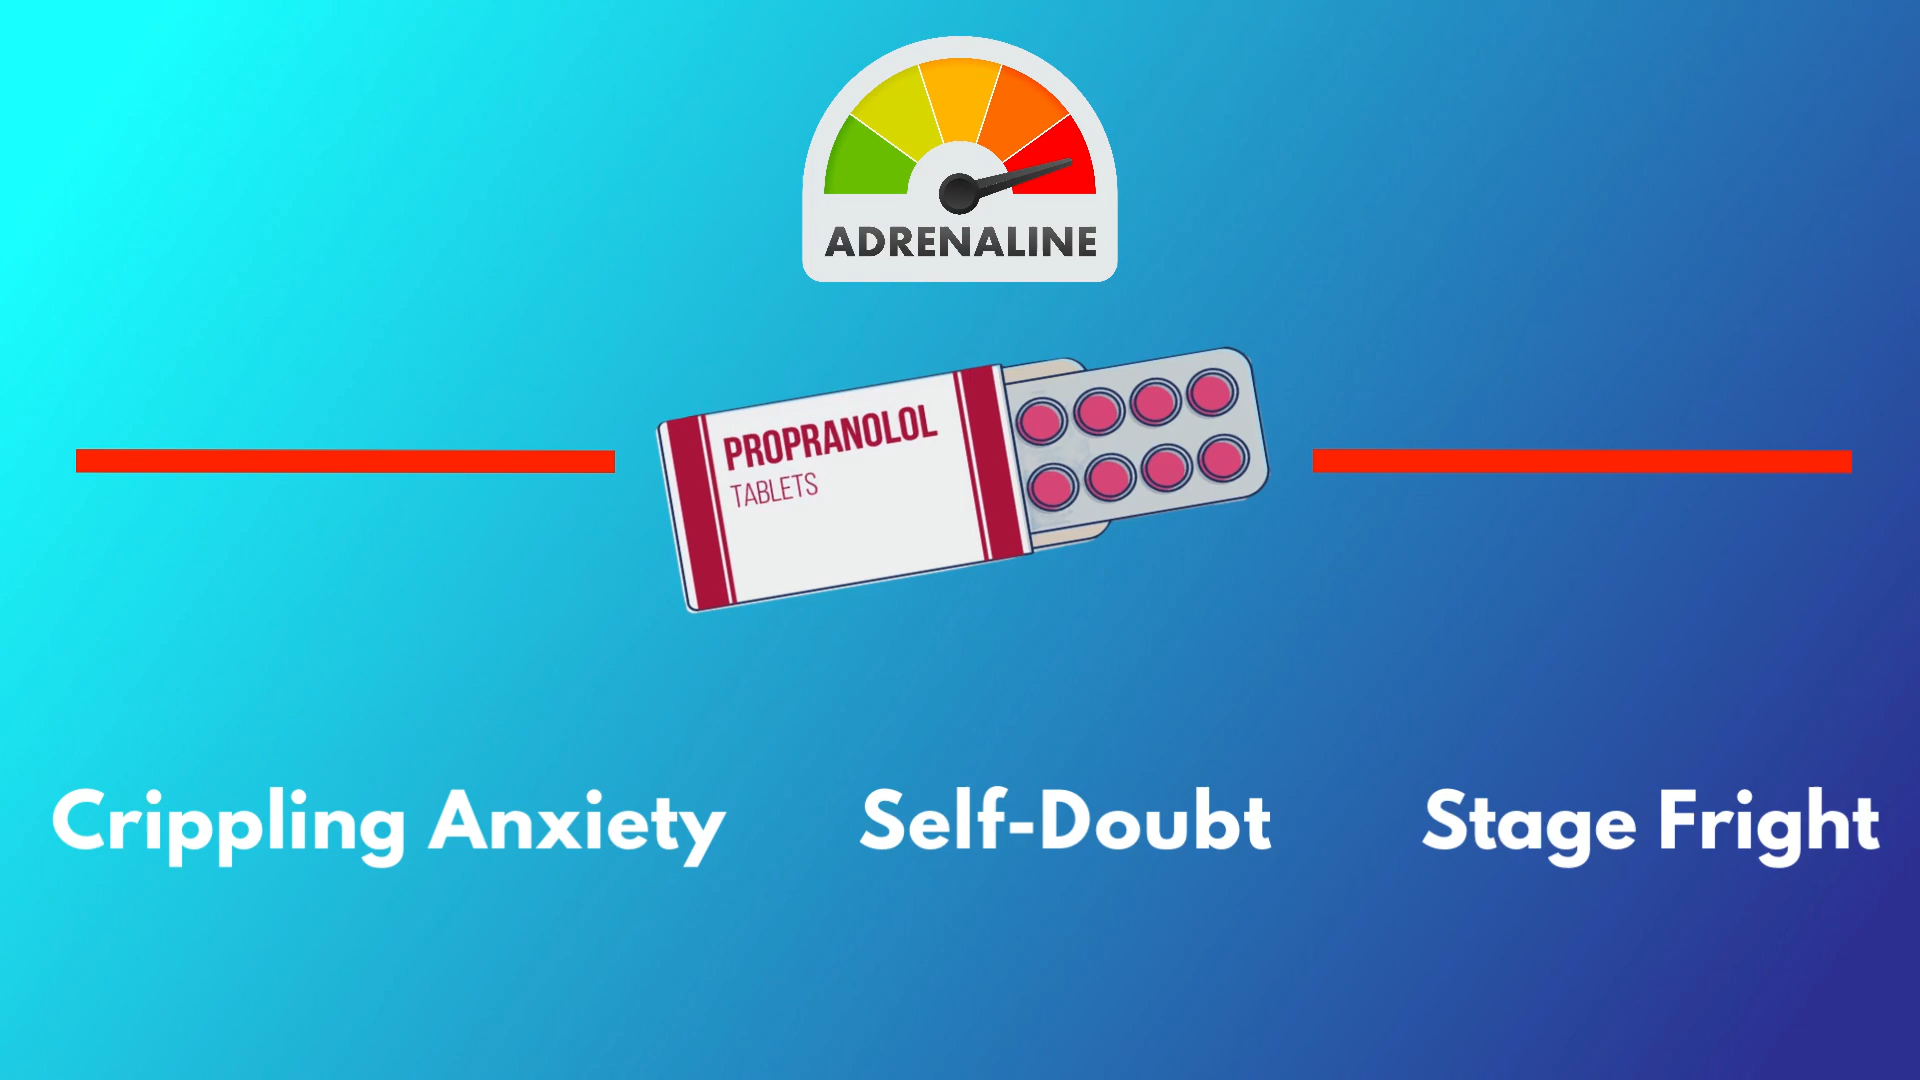 ADRENALINE
PROPRANOLOL
TABLETS
Crippling Anxiety
Self-Doubt
Stage Fright